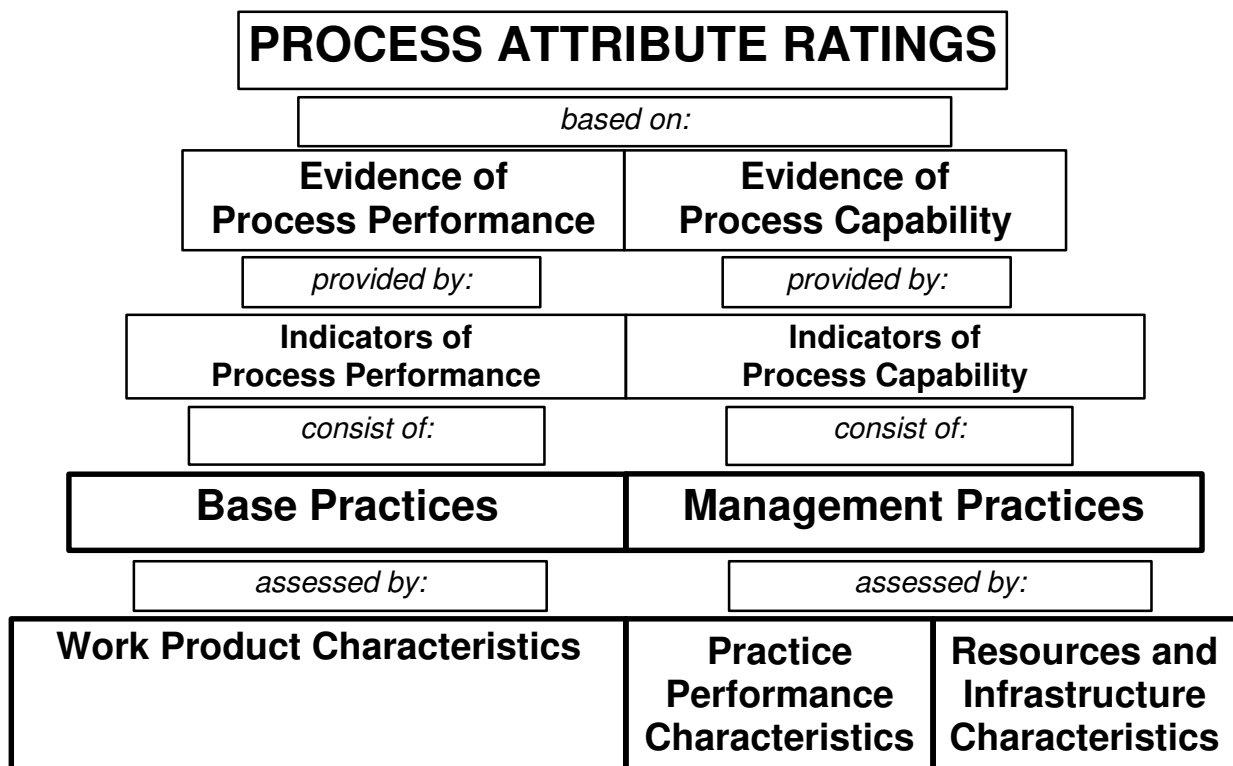 PROCESS ATTRIBUTE RATINGS
based on:
Evidence of
Process Performance
Evidence of
Process Capability
provided by:
provided by:
Indicators of
Process Performance
Indicators of
Process Capability
consist of:
consist of:
Base Practices
Management Practices
assessed by:
assessed by:
Work Product Characteristics
Practice
Performance
Characteristics
Resources and
Infrastructure
Characteristics